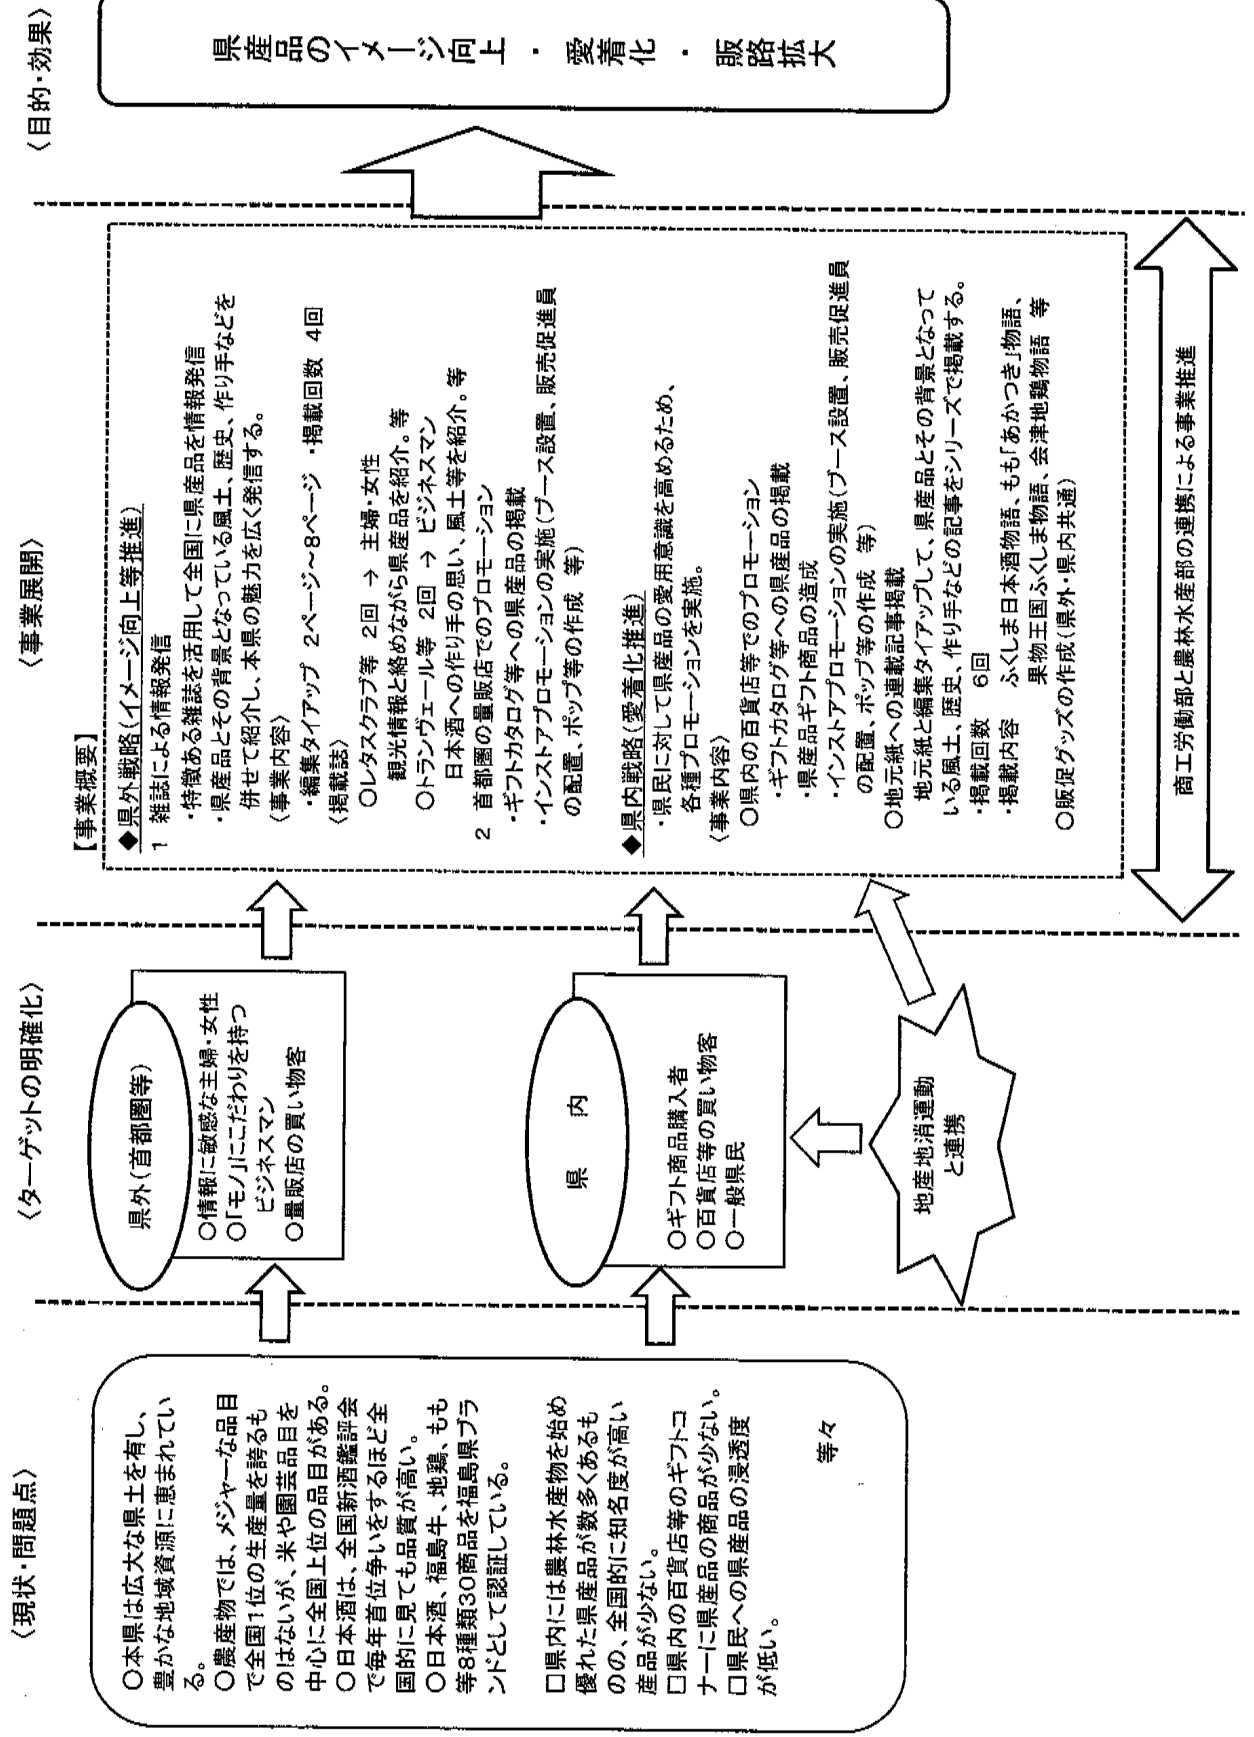 〈現状・問題点〉
○本県は広大な県土を有し、
豊かな地域資源に恵まれてい
る。
○農産物では、メジャーな品目
で全国1位の生産量を誇るも
のはないが、米や園芸品目を
中心に全国上位の品目がある。
○日本酒は、全国新酒鑑評会
で毎年首位争いをするほど全
国的に見ても品質が高い。
○日本酒、福島牛、地鶏、もも
等8種類30商品を福島県ブラ
ンドとして認証している。
□県内には農林水産物を始め
優れた県産品が数多くあるも
のの、全国的に知名度が高い
産品が少ない。
□県内の百貨店等のギフトコ
ナーに県産品の商品が少ない。
□県民への県産品の浸透度
が低い。
等々
〈ターゲットの明確化〉
県外(首都圏等)
○情報に敏感な主婦・女性
○「モノ」にこだわりを持つ
ビジネスマン
○量販店の買い物客
県 内
○ギフト商品購入者
○百貨店等の買い物客
○一般県民
地産地消運動
と連携
〈事業展開〉
【事業概要】
◆県外戦略(イメージ向上等推進)
1 雑誌による情報発信
・特徴ある雑誌を活用して全国に県産品を情報発信
・県産品とその背景となっている風土、歴史、作り手などを
併せて紹介し、本県の魅力を広く発信する。
〈事業内容〉
・編集タイアップ 2ページ~8ページ ・掲載回数 4回
〈掲載誌〉
○レタスクラブ等 2回 → 主婦・女性
観光情報と絡めながら県産品を紹介。等
○トランヴェール等 2回 → ビジネスマン
日本酒への作り手の思い、風土等を紹介。等
2 首都圏の量販店でのプロモーション
・ギフトカタログ等への県産品の掲載
・インストアプロモーションの実施(ブース設置、販売促進員
の配置、ポップ等の作成 等)
◆県内戦略(愛着化推進)
・県民に対して県産品の愛用意識を高めるため、
各種プロモーションを実施。
〈事業内容〉
○県内の百貨店等でのプロモーション
・ギフトカタログ等への県産品の掲載
・県産品ギフト商品の造成
・インストアプロモーションの実施(ブース設置、販売促進員
の配置、ポップ等の作成 等)
○地元紙への連載記事掲載
地元紙と編集タイアップして、県産品とその背景となって
いる風土、歴史、作り手などの記事をシリーズで掲載する。
・掲載回数 6回
・掲載内容 ふくしま日本酒物語、もも「あかつき」物語、
果物王国ふくしま物語、会津地鶏物語 等
○販促グッズの作成(県外・県内共通)
商工労働部と農林水産部の連携による事業推進
〈目的・効果〉
県産品のイメージ向上 ・ 愛着化 ・ 販路拡大